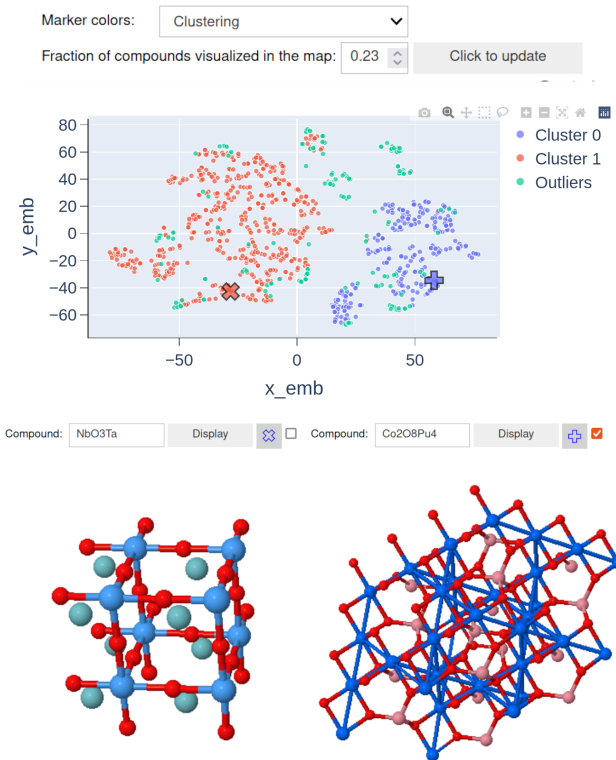 Marker colors: Clustering
Fraction of compounds visualized in the map: 0.23 Click to update
80
60
40
20
0
−20
−40
−60
y_emb
−50 0 50
x_emb
Cluster 0
Cluster 1
Outliers
Compound: NbO3Ta Display Compound: Co2O8Pu4 Display